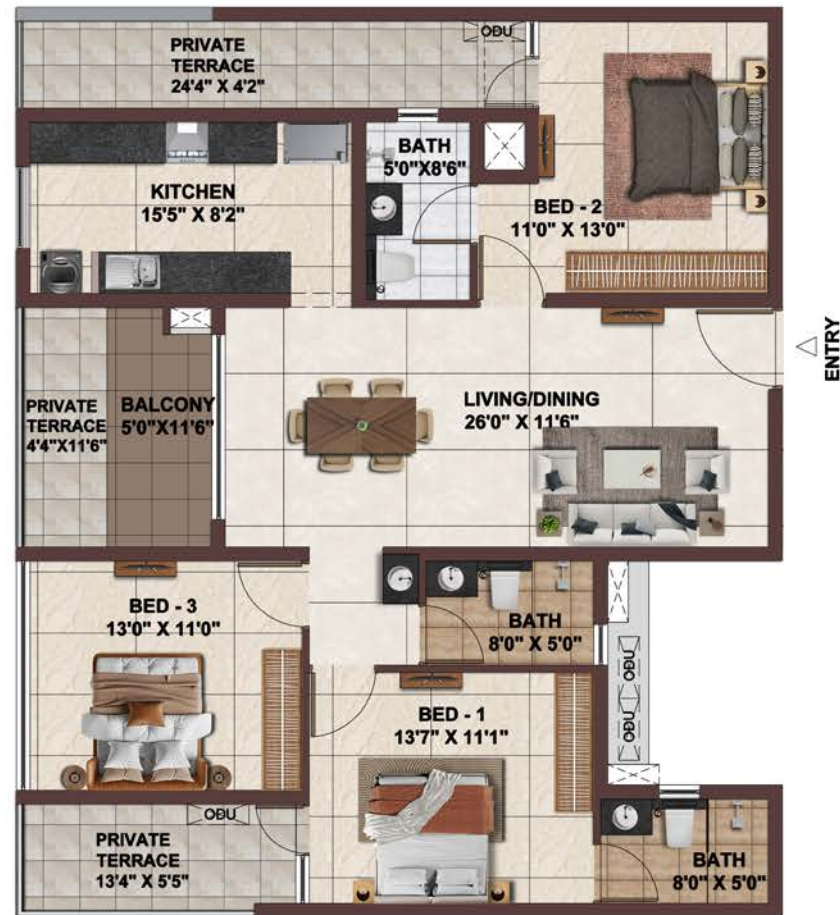 PRIVATE
TERRACE
24'4" X 4'2"
ODU
BATH
5'0"X8'6"
KITCHEN
15'5" X 8'2"
BED - 2
11'0" X 13'0"
ENTRY
PRIVATE
TERRACE
4'4"X11'6"
BALCONY
5'0"X11'6"
LIVING/DINING
26'0" X 11'6"
BED - 3
13'0" X 11'0"
BATH
8'0" X 5'0"
ODU
ODU
BED - 1
13'7" X 11'1"
ODU
PRIVATE
TERRACE
13'4" X 5'5"
BATH
8'0" X 5'0"